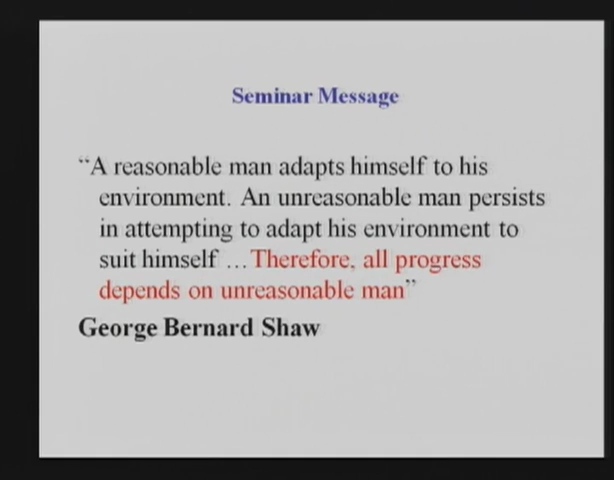 Seminar Message
“A reasonable man adapts himself to his
environment. An unreasonable man persists
in attempting to adapt his environment to
suit himself …Therefore, all progress
depends on unreasonable man”
George Bernard Shaw